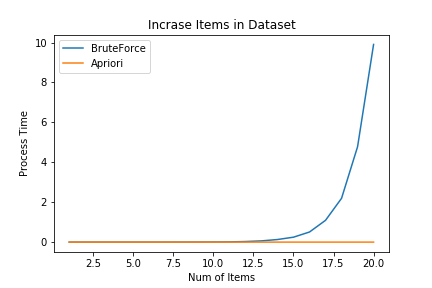 Incrase Items in Dataset
BruteForce
Apriori
Process Time
10
8
6
4
2
0
2.5 5.0 7.5 10.0 12.5 15.0 17.5 20.0
Num of Items